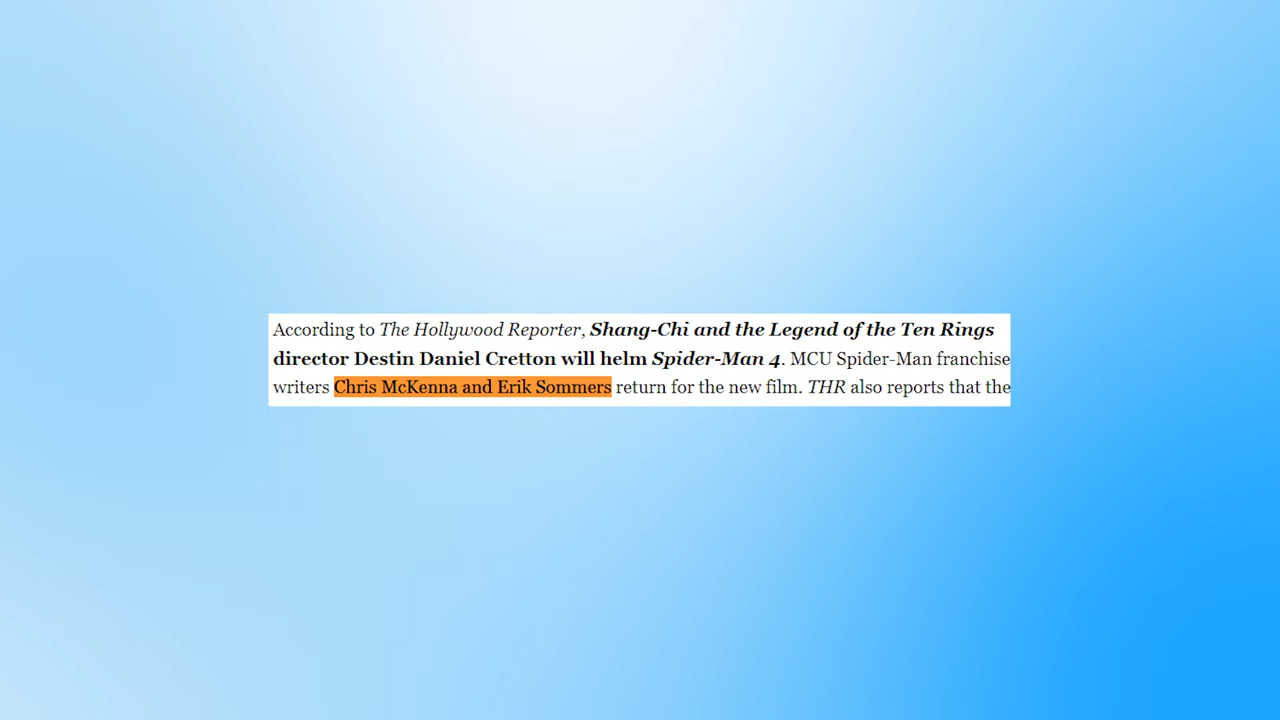 According to The Hollywood Reporter, Shang-Chi and the Legend of the Ten Rings
director Destin Daniel Cretton will helm Spider-Man 4. MCU Spider-Man franchise
writers Chris McKenna and Erik Sommers return for the new film. THR also reports that the